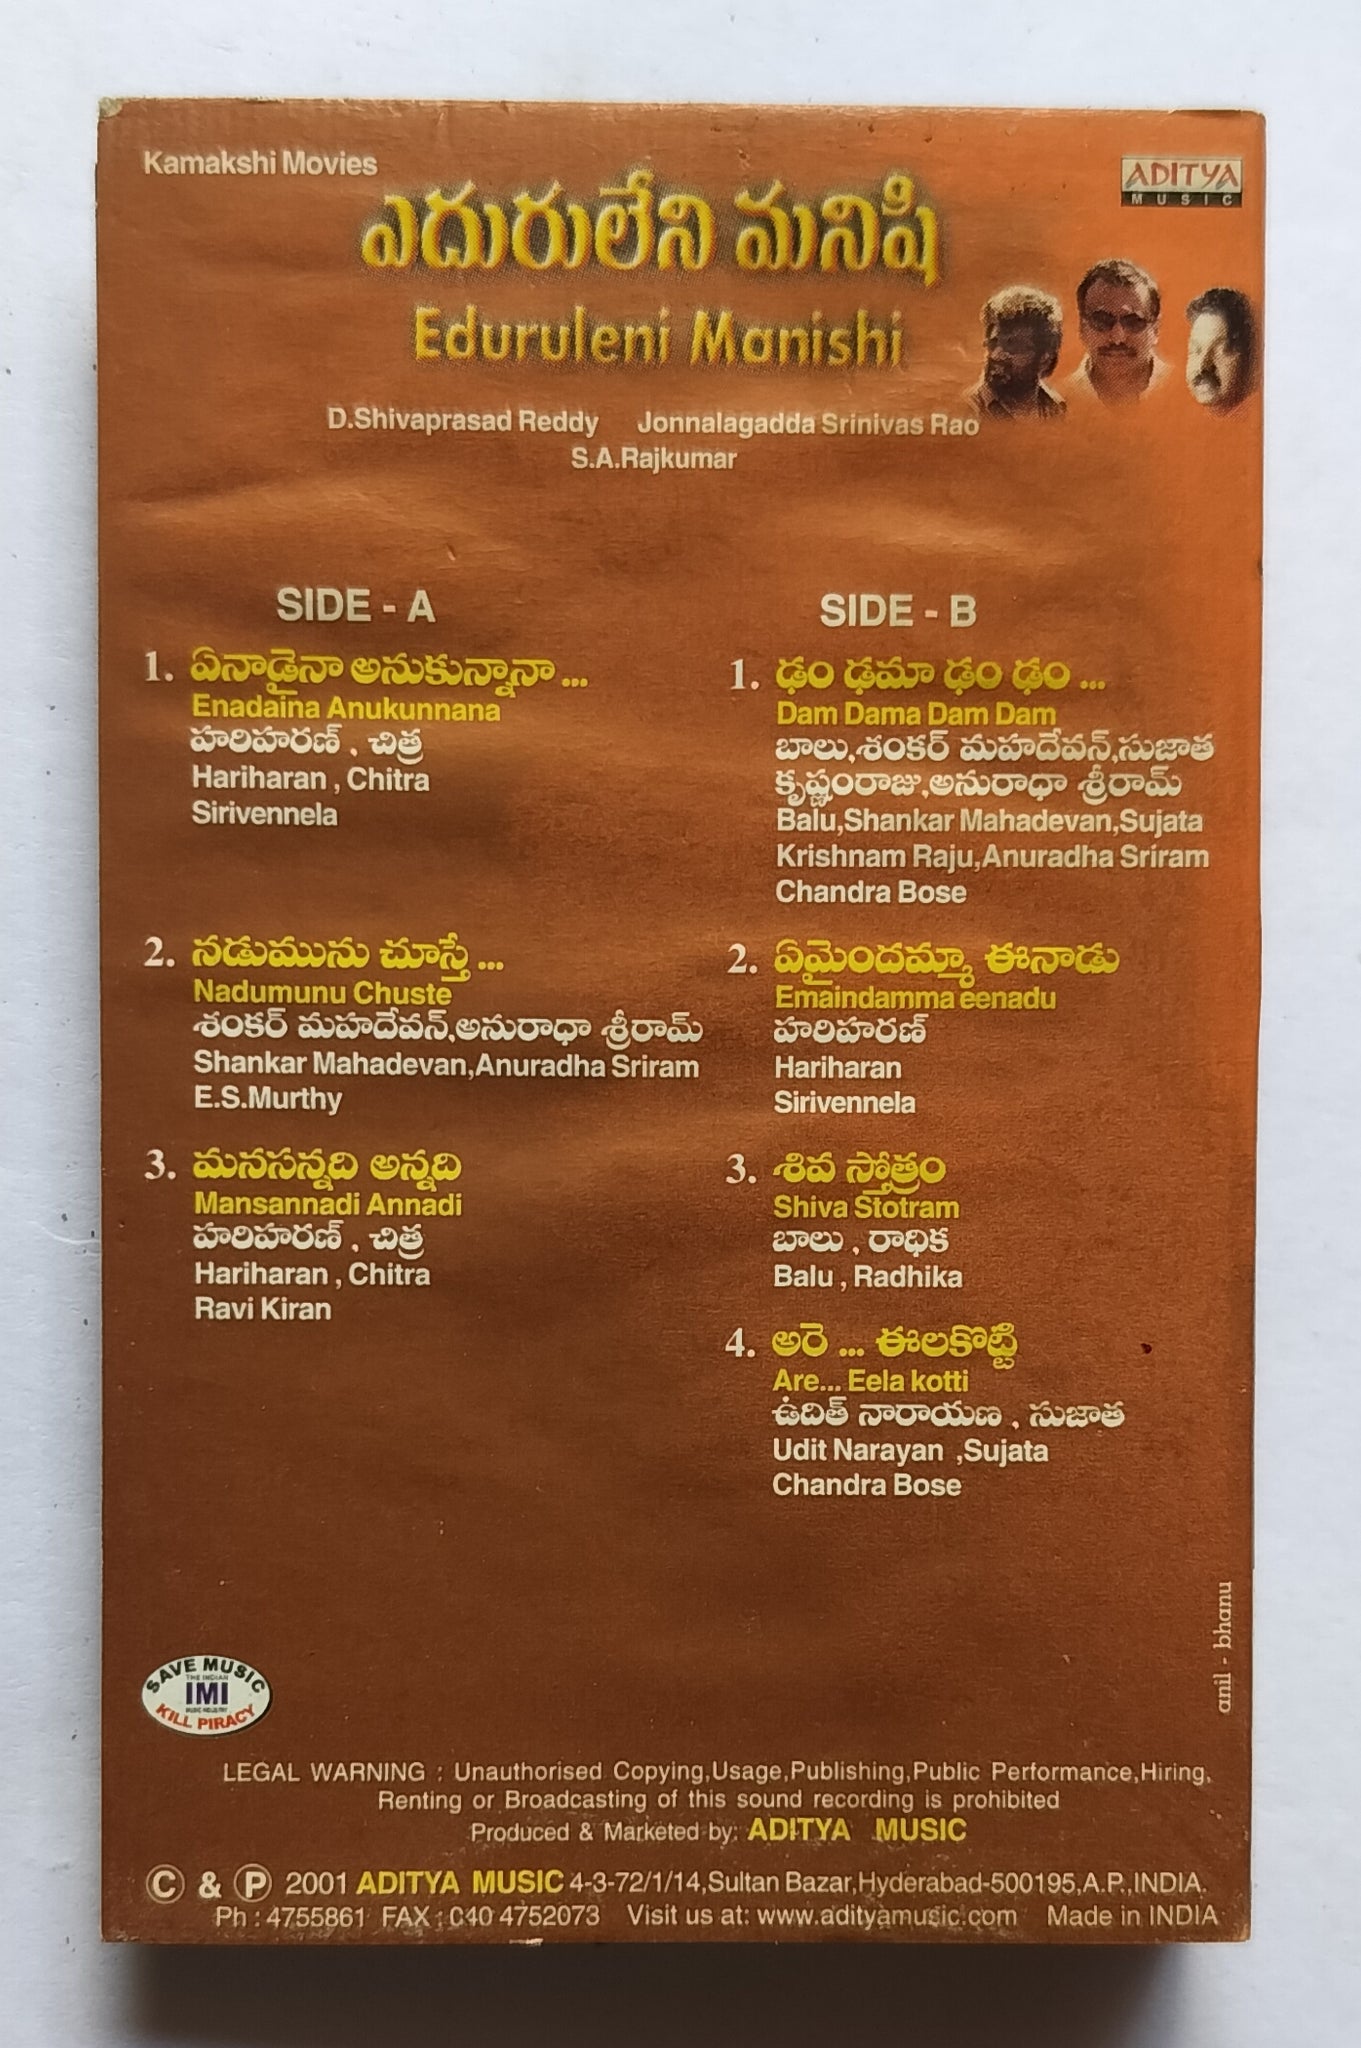 Kamakshi Movies
ADITYA
MUSIC
ఎదురులేని మనిషి
Eduruleni Manishi
D.Shivaprasad Reddy Jonnalagadda Srinivas Rao
S.A.Rajkumar
SIDE - A
1. ఏనాడైనా అనుకున్నానా ...
Enadaina Anukunnana
హరిహరణ్ , చిత్ర
Hariharan , Chitra
Sirivennela
2. నడుమును చూస్తే ...
Nadumunu Chuste
శంకర్ మహదేవన్,అనురాధా శ్రీరామ్
Shankar Mahadevan,Anuradha Sriram
E.S.Murthy
3. మనసన్నది అన్నది
Mansannadi Annadi
హరిహరణ్ , చిత్ర
Hariharan , Chitra
Ravi Kiran
SIDE - B
1. ఢం ఢమా ఢం ఢం ...
Dam Dama Dam Dam
బాలు,శంకర్ మహదేవన్,సుజాత
కృష్ణంరాజు,అనురాధా శ్రీరామ్
Balu,Shankar Mahadevan,Sujata
Krishnam Raju,Anuradha Sriram
Chandra Bose
2. ఏమైందమ్మా ఈనాడు
Emaindamma eenadu
హరిహరణ్
Hariharan
Sirivennela
3. శివ స్తోత్రం
Shiva Stotram
బాలు , రాధిక
Balu , Radhika
4. అరె ... ఈలకొట్టి
Are... Eela kotti
ఉదిత్ నారాయణ , సుజాత
Udit Narayan ,Sujata
Chandra Bose
anil - bhanu
SAVE MUSIC
THE INDIAN
IMI
MUSIC INDUSTRY
KILL PIRACY
LEGAL WARNING : Unauthorised Copying,Usage,Publishing,Public Performance,Hiring,
Renting or Broadcasting of this sound recording is prohibited
Produced & Marketed by: ADITYA MUSIC
© & ℗ 2001 ADITYA MUSIC 4-3-72/1/14,Sultan Bazar,Hyderabad-500195,A.P.,INDIA.
Ph : 4755861 FAX : 040 4752073 Visit us at: www.adityamusic.com Made in INDIA